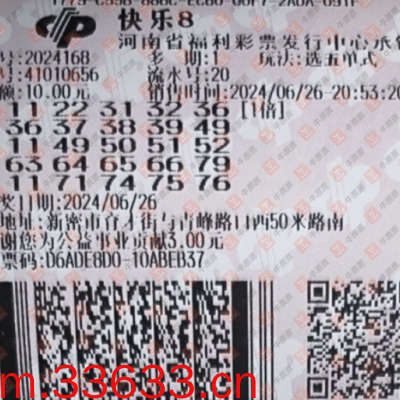 快乐8
河南省福利彩票发行中心承
号:2024168 多期:1 玩法:选五单式
号:41010656 流水号:20
额:10.00元 销售时间:2024/06/26-20:53:20
11 22 31 32 36 [1倍]
36 37 38 39 49
11 49 50 51 52
63 64 65 66 79
11 71 74 75 76
奖日期:2024/06/26
地址:新密市育才街与青峰路口西50米路南
谢您为公益事业贡献3.00元
票码:D6ADE8D0-10ABEB37
m.33633.cn